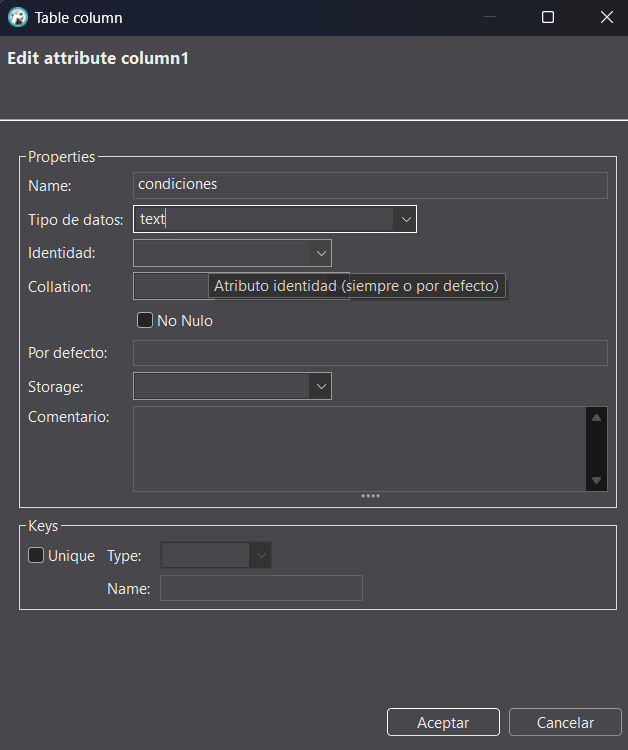 Table column
Edit attribute column1
Properties
Name: condiciones
Tipo de datos: text
Identidad:
Collation:
Atributo identidad (siempre o por defecto)
No Nulo
Por defecto:
Storage:
Comentario:
Keys
Unique Type:
Name:
Aceptar Cancelar